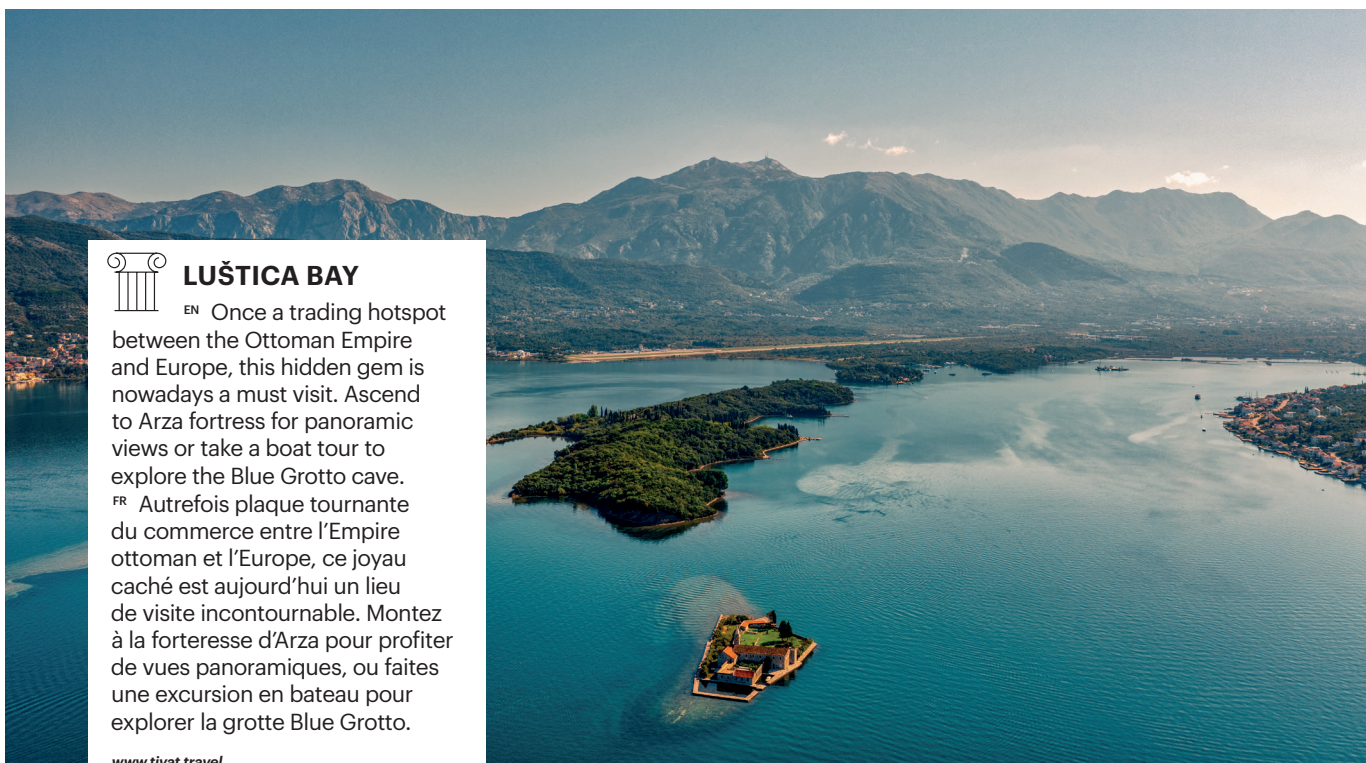 LUŠTICA BAY
EN Once a trading hotspot
between the Ottoman Empire
and Europe, this hidden gem is
nowadays a must visit. Ascend
to Arza fortress for panoramic
views or take a boat tour to
explore the Blue Grotto cave.
FR Autrefois plaque tournante
du commerce entre l’Empire
ottoman et l’Europe, ce joyau
caché est aujourd’hui un lieu
de visite incontournable. Montez
à la forteresse d’Arza pour profiter
de vues panoramiques, ou faites
une excursion en bateau pour
explorer la grotte Blue Grotto.
www.tivat.travel